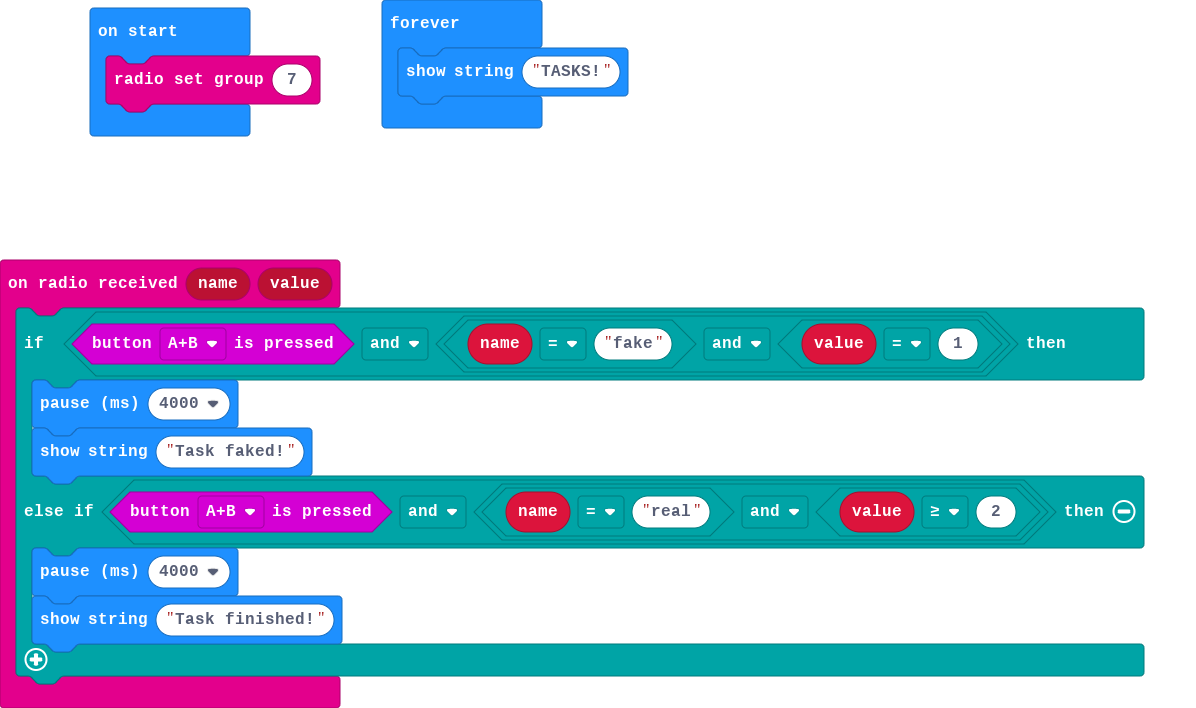 on start
radio set group 7
forever
show string "TASKS!"
on radio received name value
if button A+B is pressed and name = "fake" and value = 1 then
pause (ms) 4000
show string "Task faked!"
else if button A+B is pressed and name = "real" and value ≥ 2 then
pause (ms) 4000
show string "Task finished!"